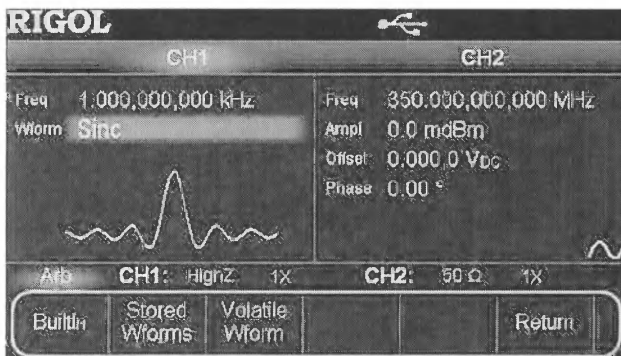 RIGOL
CH1 CH2
Freq 1.000,000,000 kHz
Wform Sinc
Freq 350.000,000,000 MHz
Ampl 0.0 mdBm
Offset 0.000,0 VDC
Phase 0.00 °
Arb CH1: HighZ 1X CH2: 50 Ω 1X
BuiltIn Stored Wforms Volatile Wform Return